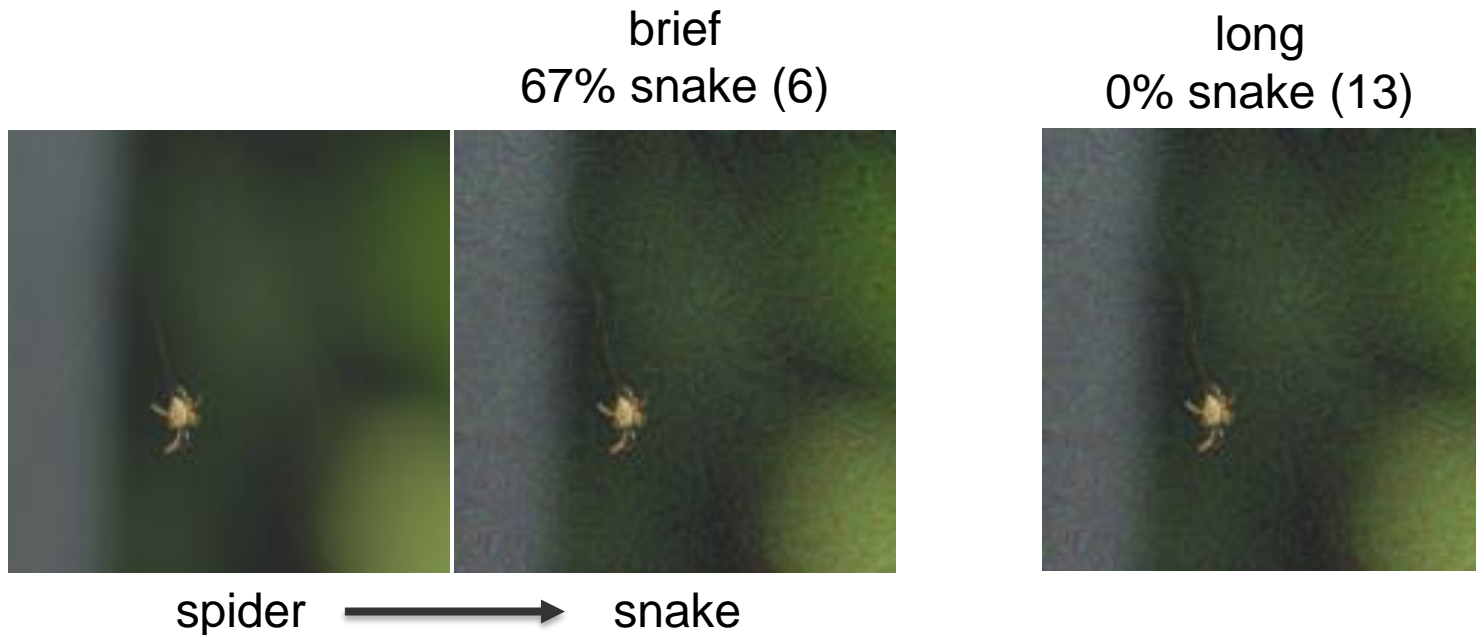 brief
67% snake (6)
long
0% snake (13)
spider
snake